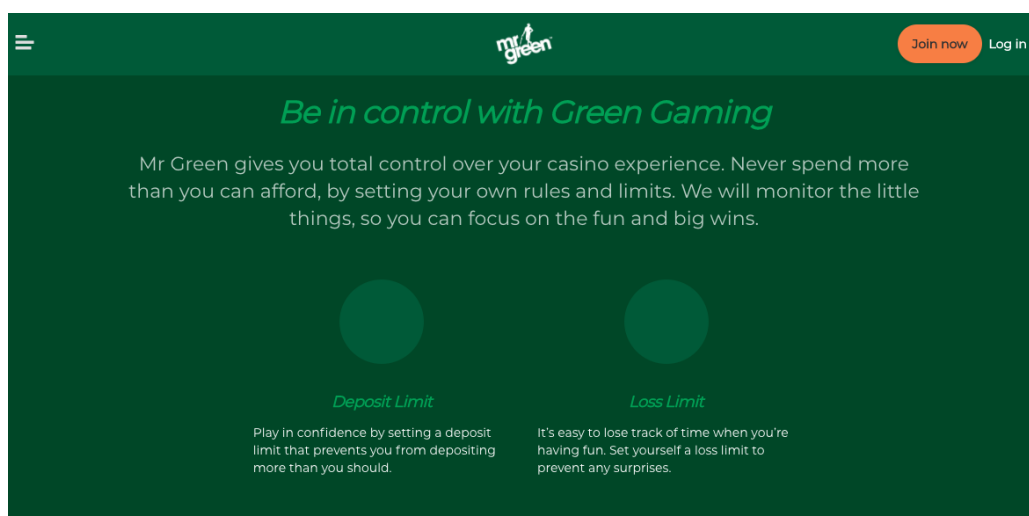 mr green
Join now
Log in
Be in control with Green Gaming
Mr Green gives you total control over your casino experience. Never spend more
than you can afford, by setting your own rules and limits. We will monitor the little
things, so you can focus on the fun and big wins.
Deposit Limit
Play in confidence by setting a deposit
limit that prevents you from depositing
more than you should.
Loss Limit
It’s easy to lose track of time when you’re
having fun. Set yourself a loss limit to
prevent any surprises.